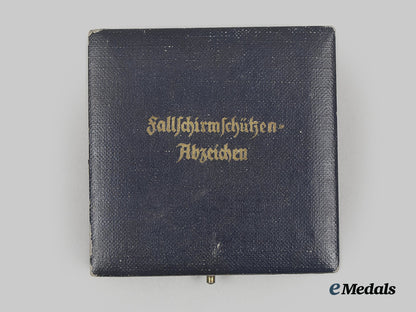 Fallschirmschützen-
Abzeichen
eMedals